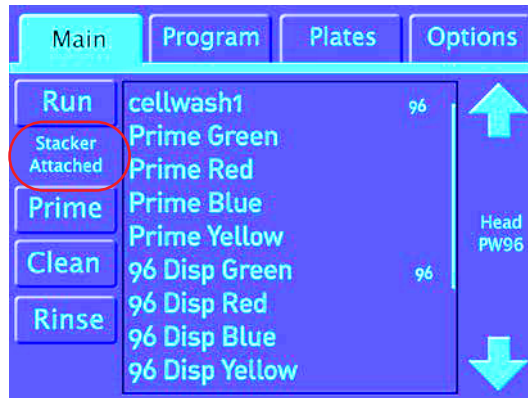 Main Program Plates Options
Run
Stacker
Attached
Prime
Clean
Rinse
cellwash1 96
Prime Green
Prime Red
Prime Blue
Prime Yellow
96 Disp Green 96
96 Disp Red
96 Disp Blue
96 Disp Yellow
Head
PW96